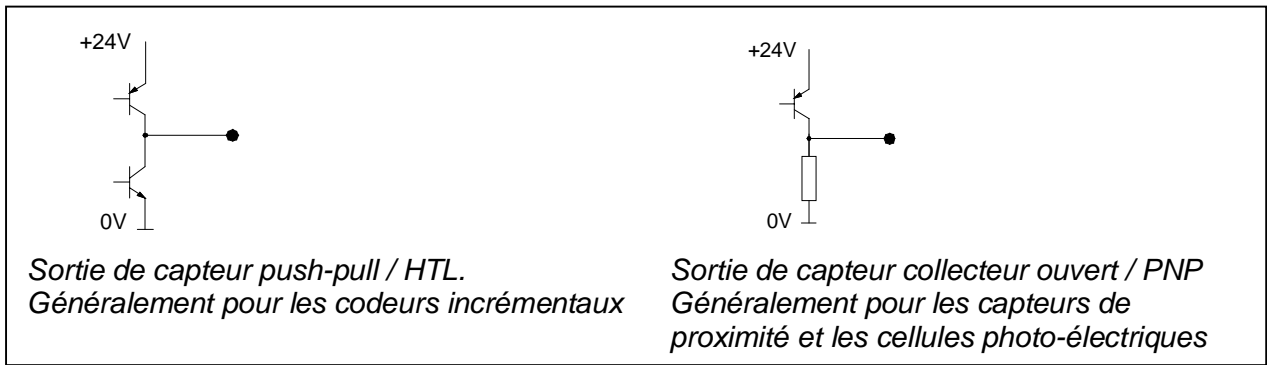 +24V
0V
Sortie de capteur push-pull / HTL.
Généralement pour les codeurs incrémentaux
+24V
0V
Sortie de capteur collecteur ouvert / PNP
Généralement pour les capteurs de
proximité et les cellules photo-électriques